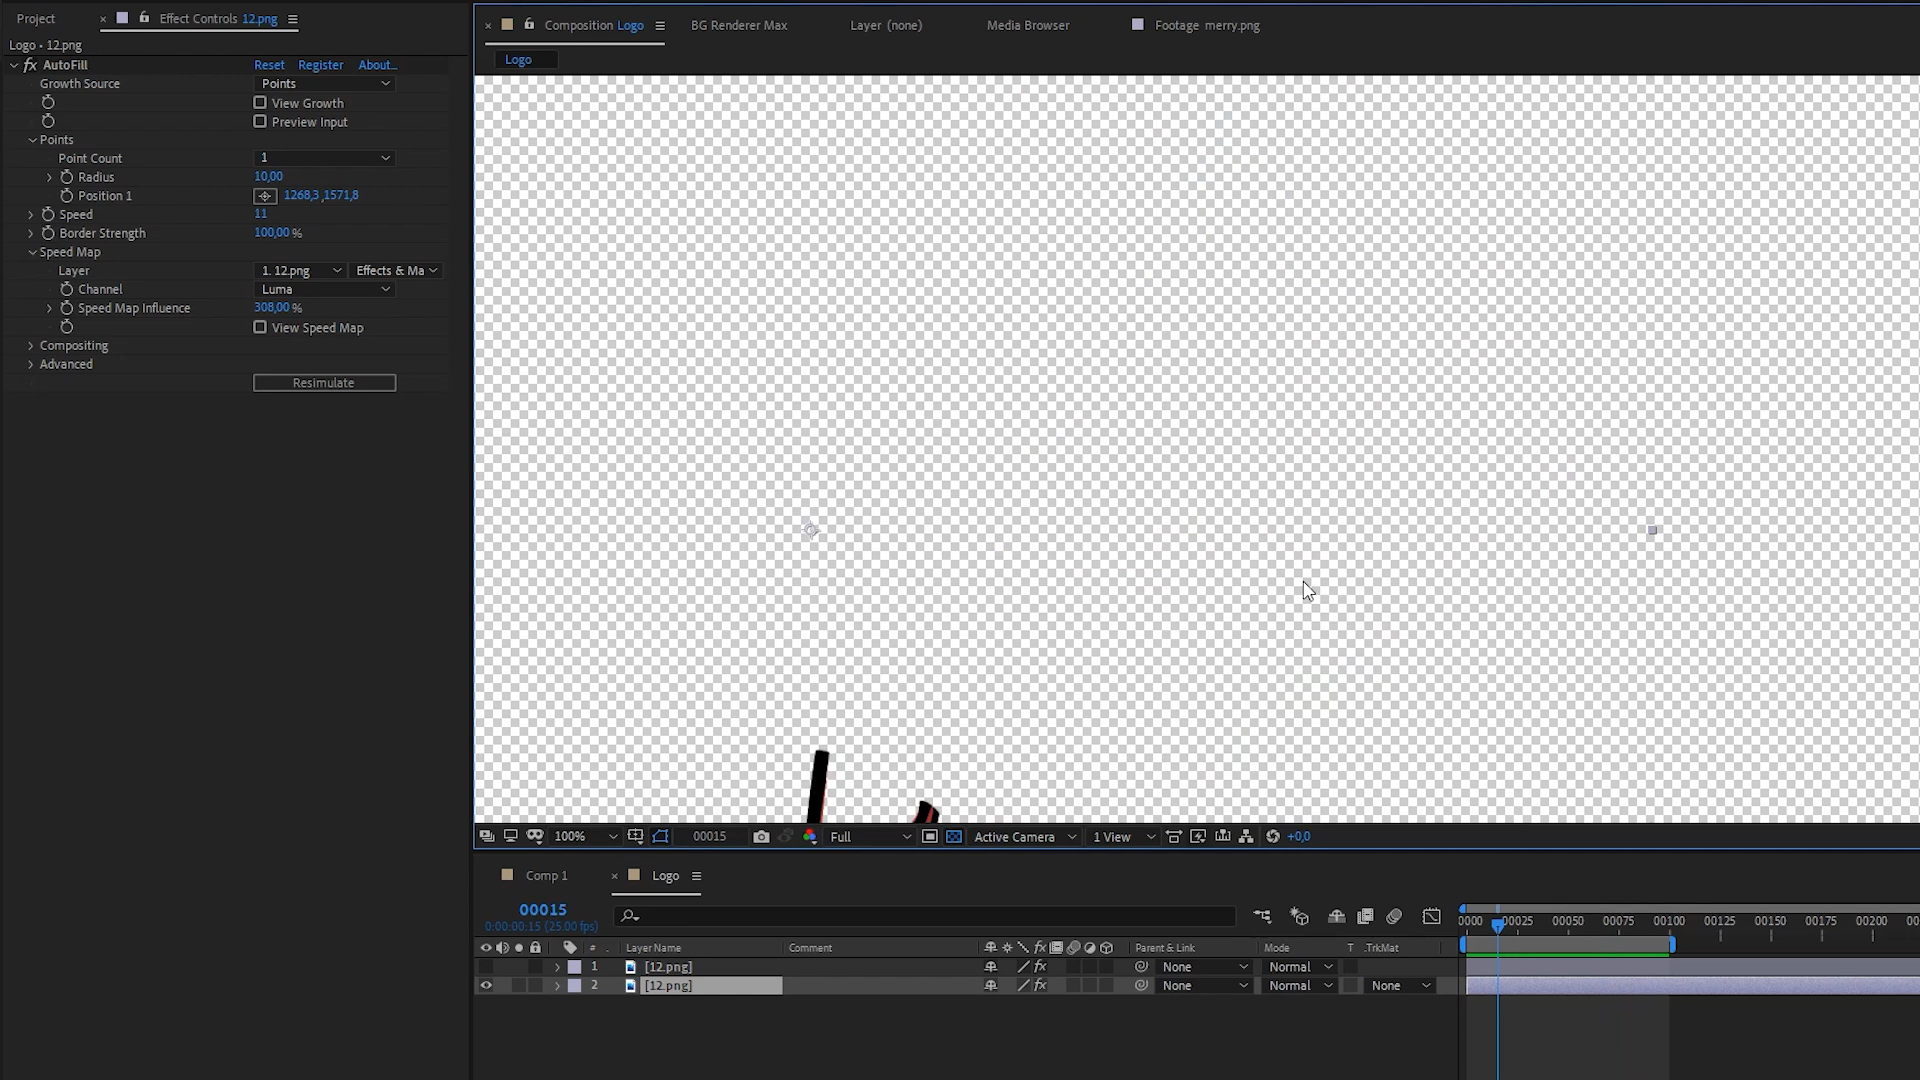 Project
Effect Controls 12.png
Logo • 12.png
fx AutoFill Reset Register About...
Growth Source Points
View Growth
Preview Input
Points
Point Count 1
Radius 10,00
Position 1 1268,3 ,1571,8
Speed 11
Border Strength 100,00 %
Speed Map
Layer 1. 12.png Effects & Ma
Channel Luma
Speed Map Influence 308,00 %
View Speed Map
Compositing
Advanced
Resimulate
Composition Logo BG Renderer Max Layer (none) Media Browser Footage merry.png
Logo
100% 00015 Full Active Camera 1 View +0,0
Comp 1 Logo
00015
0:00:00:15 (25.00 fps)
0000 00025 00050 00075 00100 00125 00150 00175 00200 00
# Layer Name Comment fx Parent & Link Mode T .TrkMat
1 [12.png] fx None Normal
2 [12.png] fx None Normal None